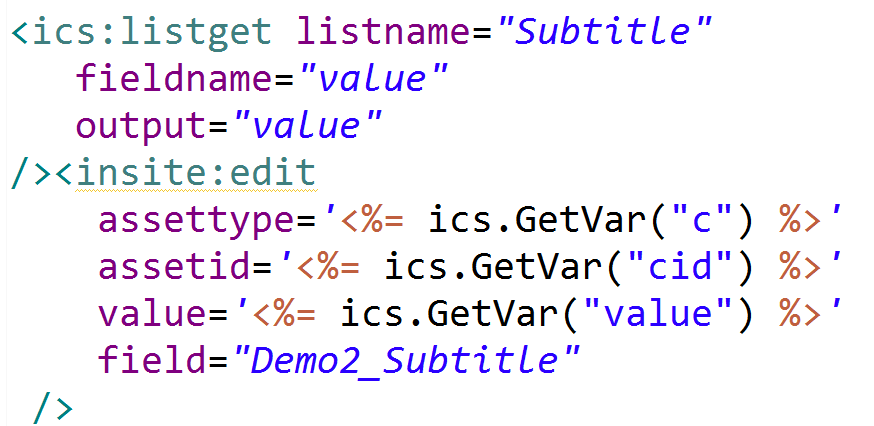 <ics:listget listname="Subtitle"
fieldname="value"
output="value"
/><insite:edit
assettype='<%= ics.GetVar("c") %>'
assetid='<%= ics.GetVar("cid") %>'
value='<%= ics.GetVar("value") %>'
field="Demo2_Subtitle"
/>